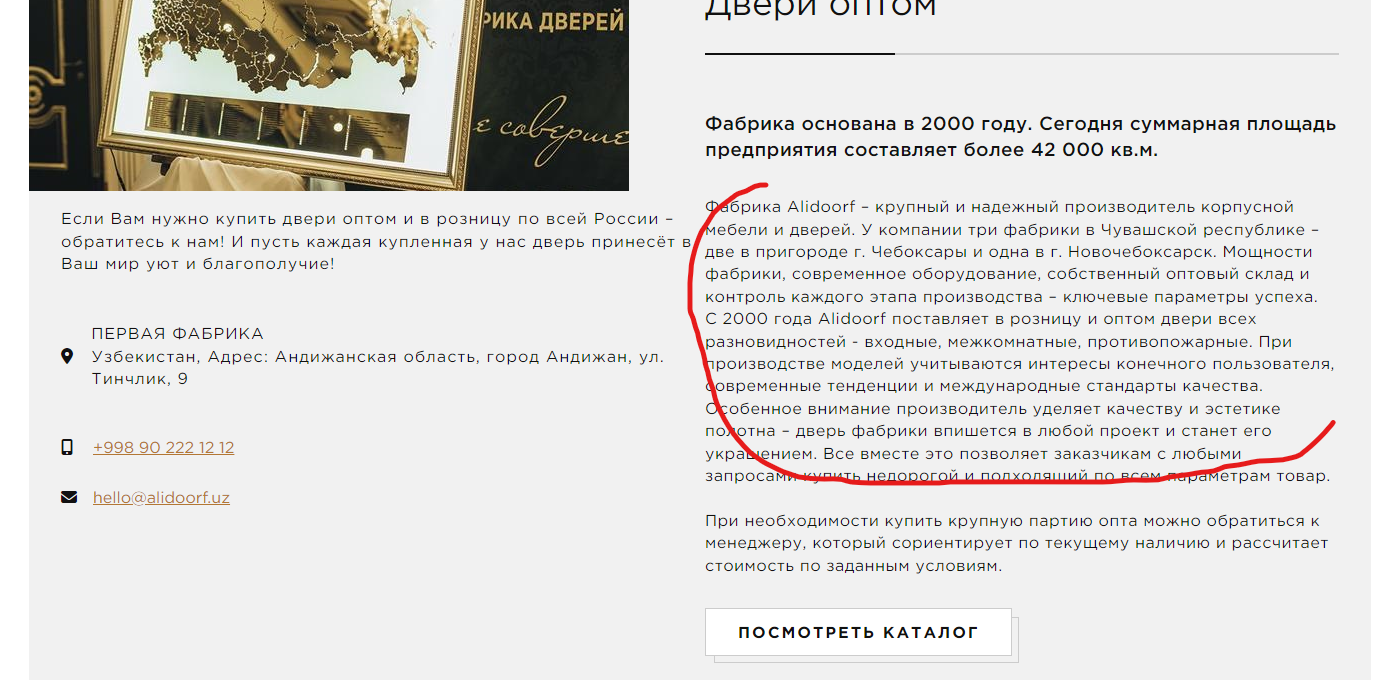 РИКА ДВЕРЕЙ
е соверше
Если Вам нужно купить двери оптом и в розницу по всей России –
обратитесь к нам! И пусть каждая купленная у нас дверь принесёт в
Ваш мир уют и благополучие!
ПЕРВАЯ ФАБРИКА
Узбекистан, Адрес: Андижанская область, город Андижан, ул.
Тинчлик, 9
+998 90 222 12 12
hello@alidoorf.uz
Двери оптом
Фабрика основана в 2000 году. Сегодня суммарная площадь
предприятия составляет более 42 000 кв.м.
Фабрика Alidoorf – крупный и надежный производитель корпусной
мебели и дверей. У компании три фабрики в Чувашской республике –
две в пригороде г. Чебоксары и одна в г. Новочебоксарск. Мощности
фабрики, современное оборудование, собственный оптовый склад и
контроль каждого этапа производства – ключевые параметры успеха.
С 2000 года Alidoorf поставляет в розницу и оптом двери всех
разновидностей - входные, межкомнатные, противопожарные. При
производстве моделей учитываются интересы конечного пользователя,
современные тенденции и международные стандарты качества.
Особенное внимание производитель уделяет качеству и эстетике
полотна – дверь фабрики впишется в любой проект и станет его
украшением. Все вместе это позволяет заказчикам с любыми
запросами купить недорогой и подходящий по всем параметрам товар.
При необходимости купить крупную партию опта можно обратиться к
менеджеру, который сориентирует по текущему наличию и рассчитает
стоимость по заданным условиям.
ПОСМОТРЕТЬ КАТАЛОГ